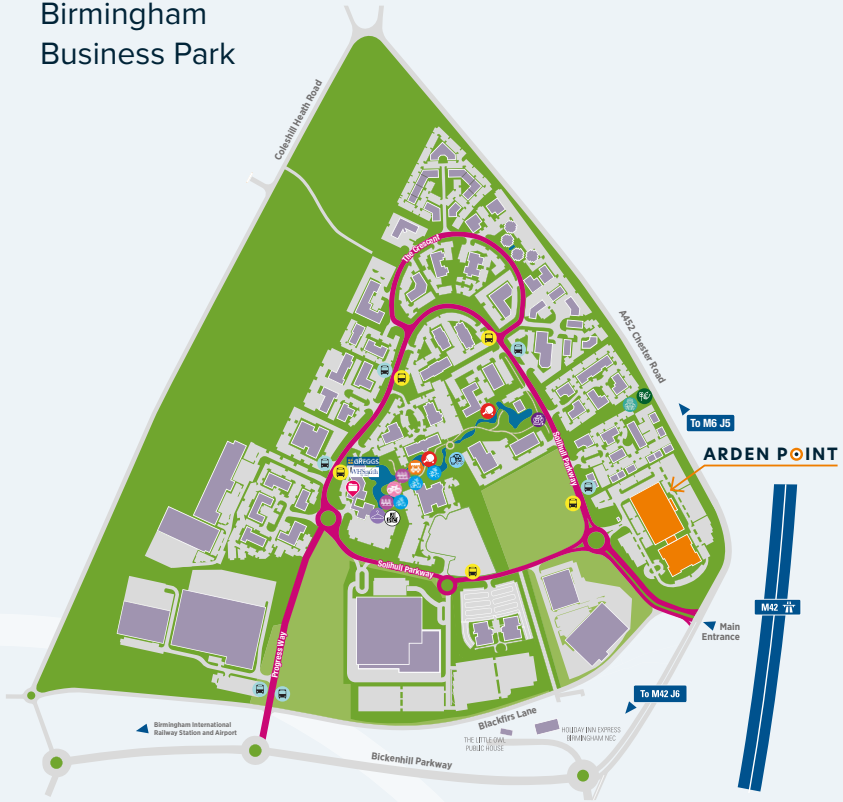 Birmingham
Business Park
Coleshill Heath Road
The Crescent
A452 Chester Road
To M6 J5
ARDEN POINT
GREGGS
WHSmith
Solihull Parkway
Solihull Parkway
M42
Main
Entrance
Progress Way
To M42 J6
Birmingham International
Railway Station and Airport
Blackfirs Lane
THE LITTLE OWL
PUBLIC HOUSE
HOLIDAY INN EXPRESS
BIRMINGHAM NEC
Bickenhill Parkway